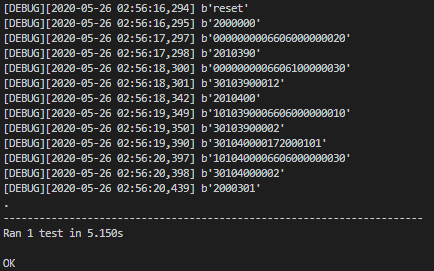 [DEBUG][2020-05-26 02:56:16,294] b'reset'
[DEBUG][2020-05-26 02:56:16,295] b'2000000'
[DEBUG][2020-05-26 02:56:17,297] b'0000000006606000000020'
[DEBUG][2020-05-26 02:56:17,298] b'2010390'
[DEBUG][2020-05-26 02:56:18,300] b'0000000006606100000030'
[DEBUG][2020-05-26 02:56:18,301] b'30103900012'
[DEBUG][2020-05-26 02:56:18,342] b'2010400'
[DEBUG][2020-05-26 02:56:19,349] b'1010390006606000000010'
[DEBUG][2020-05-26 02:56:19,350] b'30103900002'
[DEBUG][2020-05-26 02:56:19,390] b'301040000172000101'
[DEBUG][2020-05-26 02:56:20,397] b'1010400006606000000030'
[DEBUG][2020-05-26 02:56:20,398] b'30104000002'
[DEBUG][2020-05-26 02:56:20,439] b'2000301'
.
----------------------------------------------------------------------
Ran 1 test in 5.150s
OK